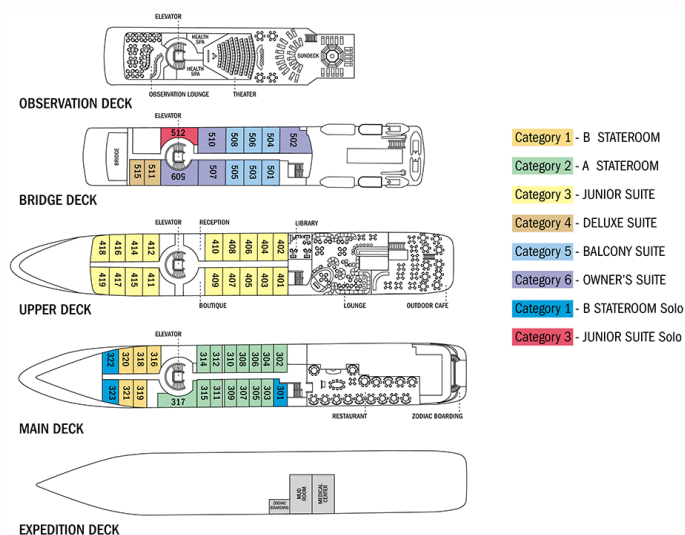 ELEVATOR
HEALTH
SPA
HEALTH
SPA
SUNDECK
OBSERVATION LOUNGE
THEATER
OBSERVATION DECK
ELEVATOR
BRIDGE
512
510
508
506
504
502
515
511
609
507
505
503
501
BRIDGE DECK
ELEVATOR
RECEPTION
LIBRARY
418
416
414
412
410
408
406
404
402
419
417
415
411
409
407
405
403
401
BOUTIQUE
LOUNGE
OUTDOOR CAFE
UPPER DECK
ELEVATOR
322
320
318
316
314
312
310
308
306
304
302
323
321
319
317
315
311
309
307
305
303
301
RESTAURANT
ZODIAC BOARDING
MAIN DECK
ZODIAC
BOARDING
MUD
ROOM
MEDICAL
CENTER
EXPEDITION DECK
Category 1 - B STATEROOM
Category 2 - A STATEROOM
Category 3 - JUNIOR SUITE
Category 4 - DELUXE SUITE
Category 5 - BALCONY SUITE
Category 6 - OWNER'S SUITE
Category 1 - B STATEROOM Solo
Category 3 - JUNIOR SUITE Solo